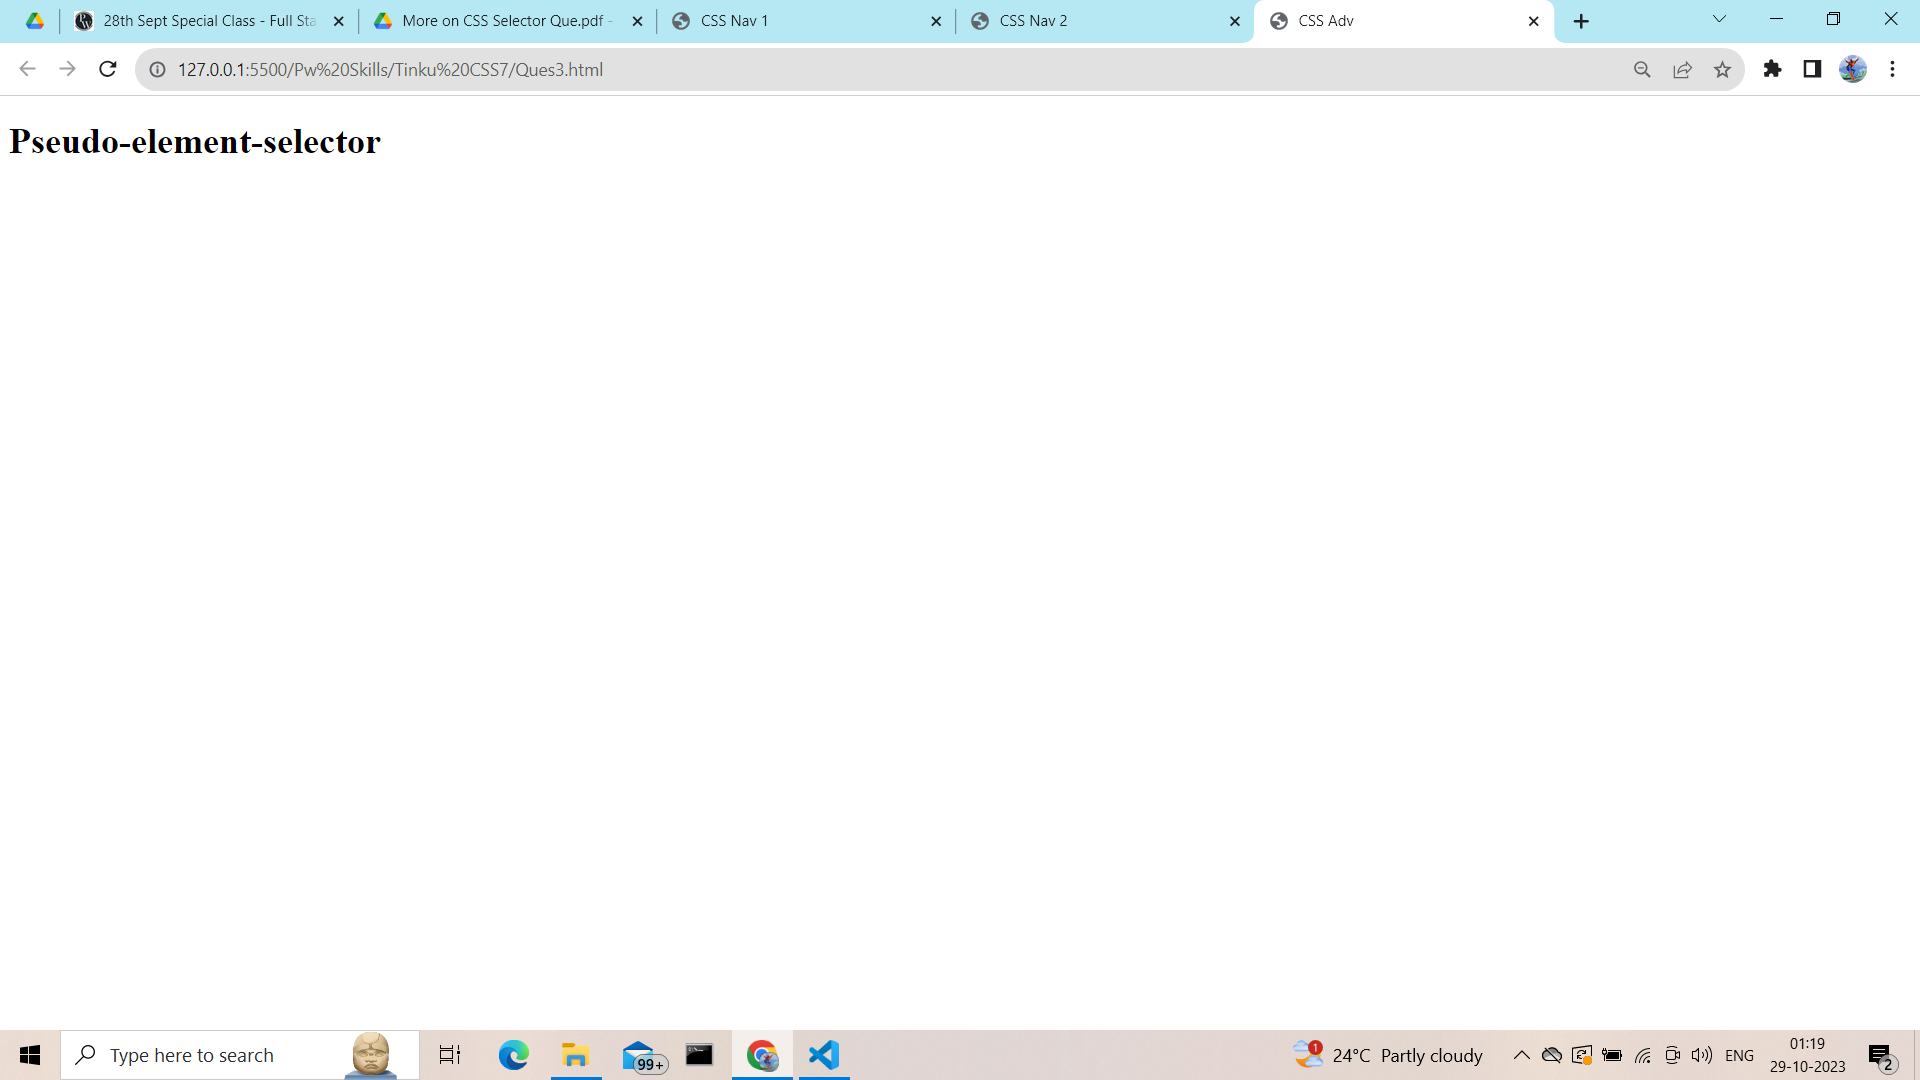 28th Sept Special Class - Full Sta
More on CSS Selector Que.pdf -
CSS Nav 1
CSS Nav 2
CSS Adv
127.0.0.1:5500/Pw%20Skills/Tinku%20CSS7/Ques3.html
Pseudo-element-selector
Type here to search
99+
1
24°C Partly cloudy
ENG
01:19
29-10-2023
2